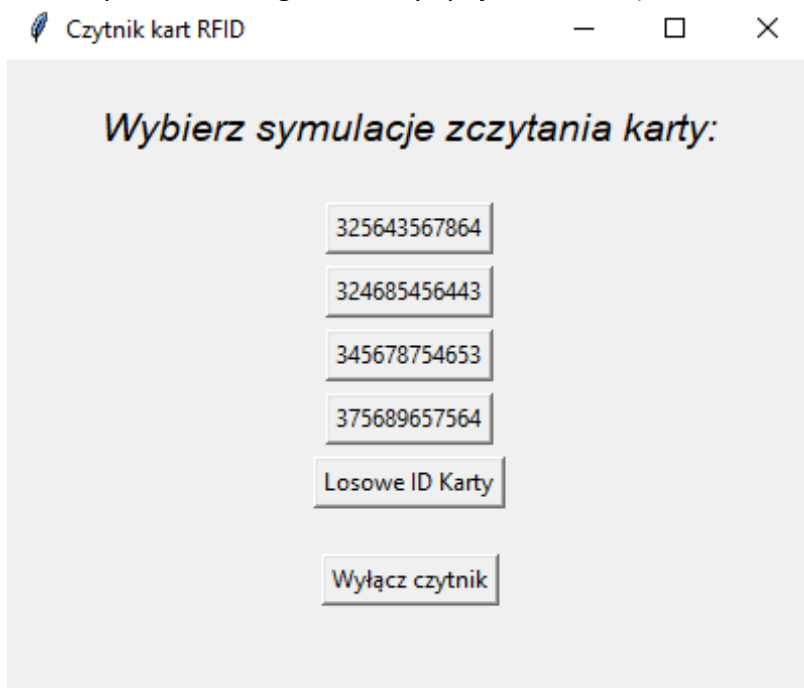 Czytnik kart RFID
Wybierz symulacje zczytania karty:
325643567864
324685456443
345678754653
375689657564
Losowe ID Karty
Wyłącz czytnik